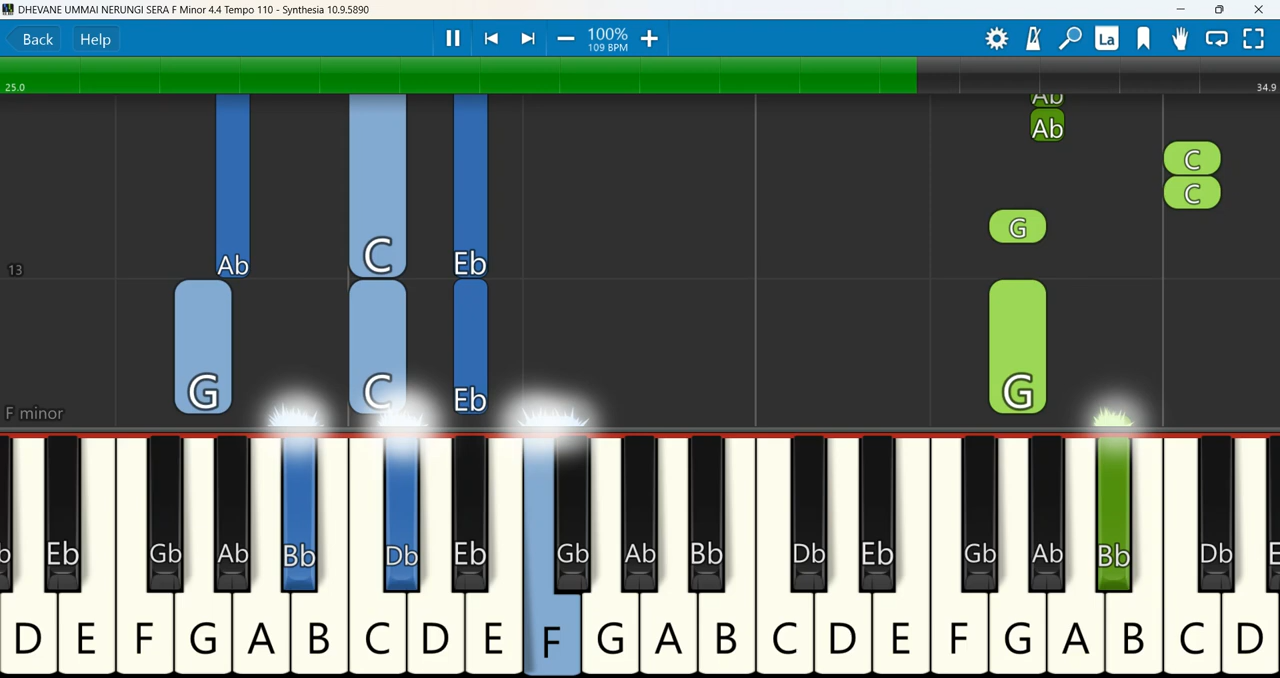 DHEVANE UMMAI NERUNGI SERA F Minor 4.4 Tempo 110 - Synthesia 10.9.5890
Back Help 100% La
109 BPM
25.0 34.9
Ab
Ab
C
C
G
13 Ab C Eb
G C Eb G
F minor
Eb Gb Ab Bb Db Eb Gb Ab Bb Db Eb Gb Ab Bb Db
D E F G A B C D E F G A B C D E F G A B C D